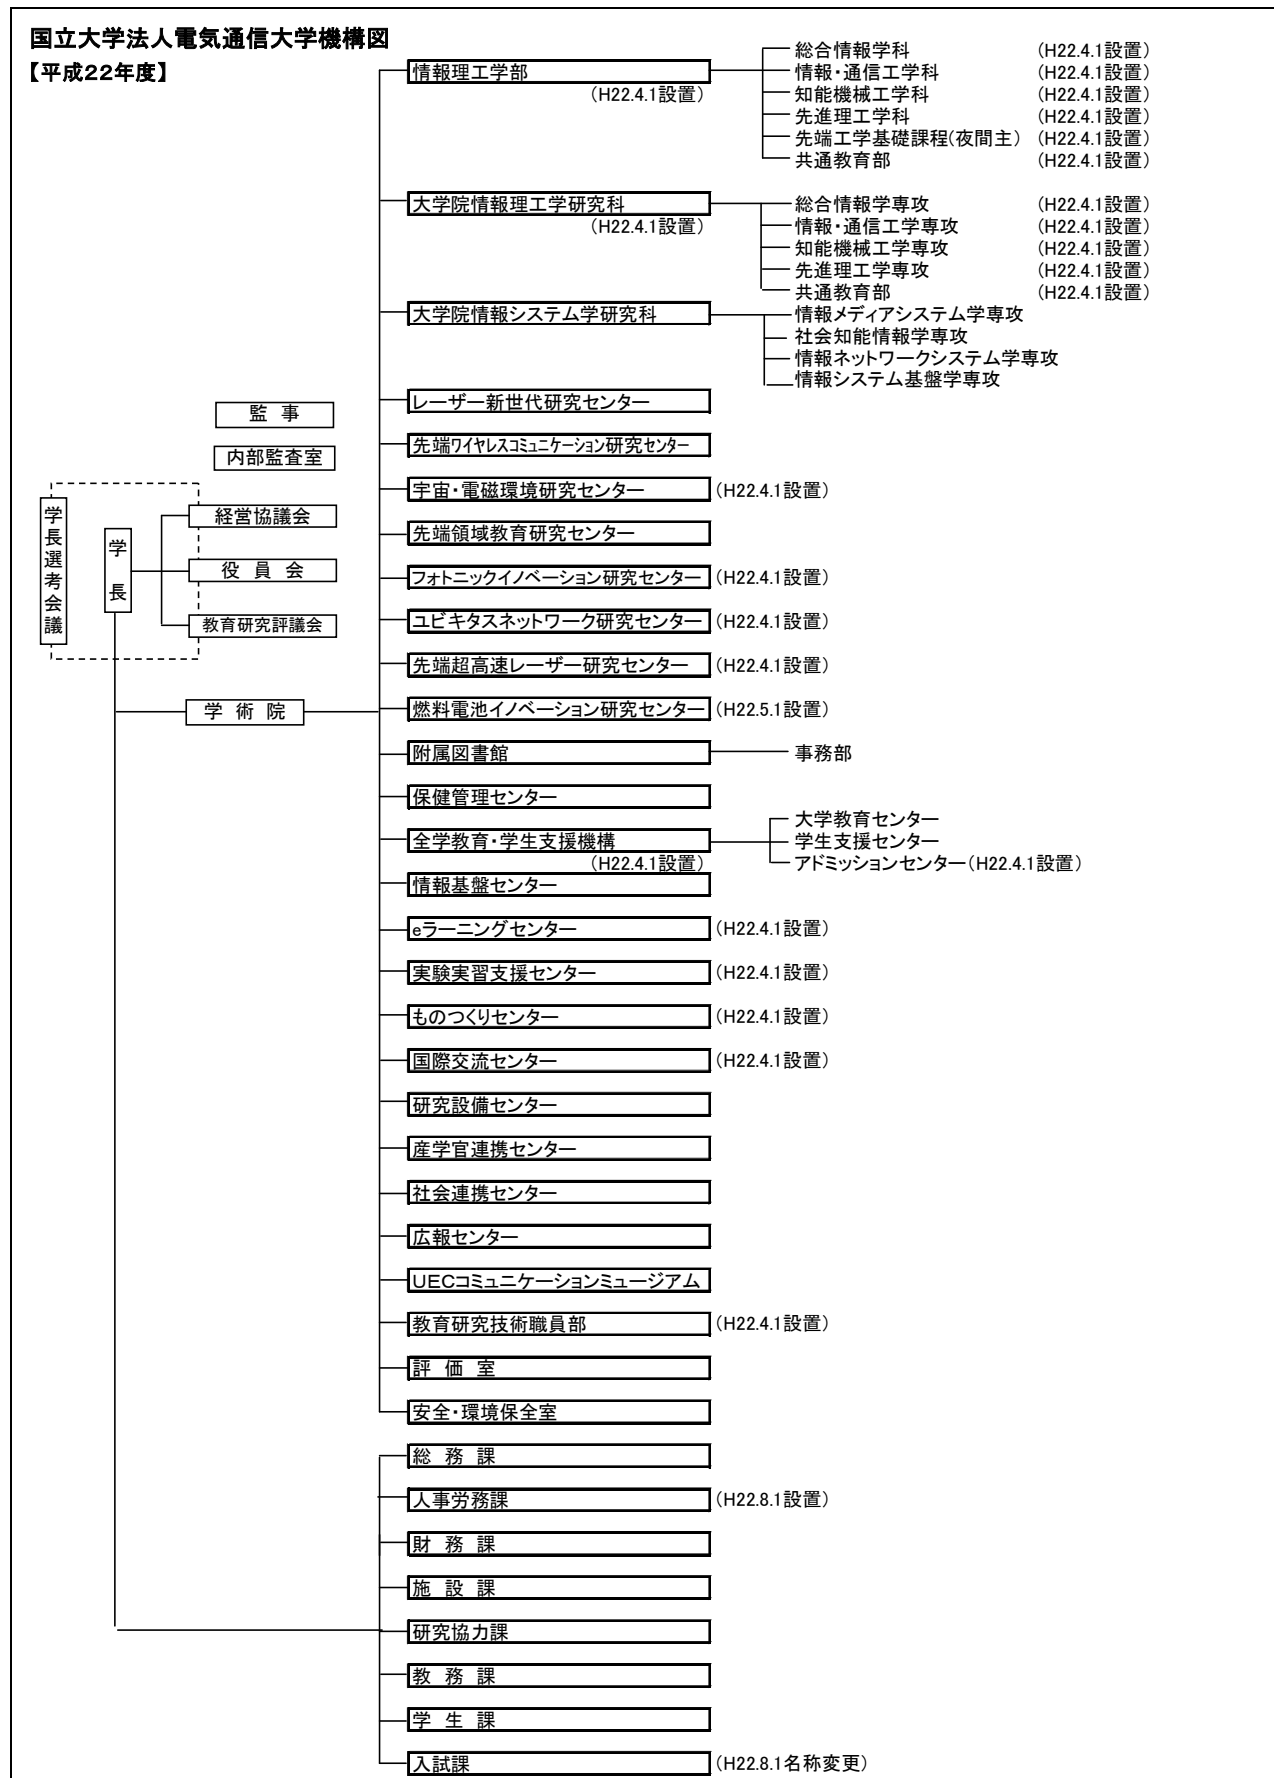 国立大学法人電気通信大学機構図
【平成22年度】
情報理工学部
(H22.4.1設置)
総合情報学科 (H22.4.1設置)
情報・通信工学科 (H22.4.1設置)
知能機械工学科 (H22.4.1設置)
先進理工学科 (H22.4.1設置)
先端工学基礎課程(夜間主) (H22.4.1設置)
共通教育部 (H22.4.1設置)
大学院情報理工学研究科
(H22.4.1設置)
総合情報学専攻 (H22.4.1設置)
情報・通信工学専攻 (H22.4.1設置)
知能機械工学専攻 (H22.4.1設置)
先進理工学専攻 (H22.4.1設置)
共通教育部 (H22.4.1設置)
大学院情報システム学研究科
情報メディアシステム学専攻
社会知能情報学専攻
情報ネットワークシステム学専攻
情報システム基盤学専攻
監 事
内部監査室
学長選考会議
学 長
経営協議会
役 員 会
教育研究評議会
学 術 院
レーザー新世代研究センター
先端ワイヤレスコミュニケーション研究センター
宇宙・電磁環境研究センター (H22.4.1設置)
先端領域教育研究センター
フォトニックイノベーション研究センター (H22.4.1設置)
ユビキタスネットワーク研究センター (H22.4.1設置)
先端超高速レーザー研究センター (H22.4.1設置)
燃料電池イノベーション研究センター (H22.5.1設置)
附属図書館 事務部
保健管理センター
全学教育・学生支援機構
(H22.4.1設置)
大学教育センター
学生支援センター
アドミッションセンター(H22.4.1設置)
情報基盤センター
eラーニングセンター (H22.4.1設置)
実験実習支援センター (H22.4.1設置)
ものつくりセンター (H22.4.1設置)
国際交流センター (H22.4.1設置)
研究設備センター
産学官連携センター
社会連携センター
広報センター
UECコミュニケーションミュージアム
教育研究技術職員部 (H22.4.1設置)
評 価 室
安全・環境保全室
総 務 課
人事労務課 (H22.8.1設置)
財 務 課
施 設 課
研究協力課
教 務 課
学 生 課
入試課 (H22.8.1名称変更)